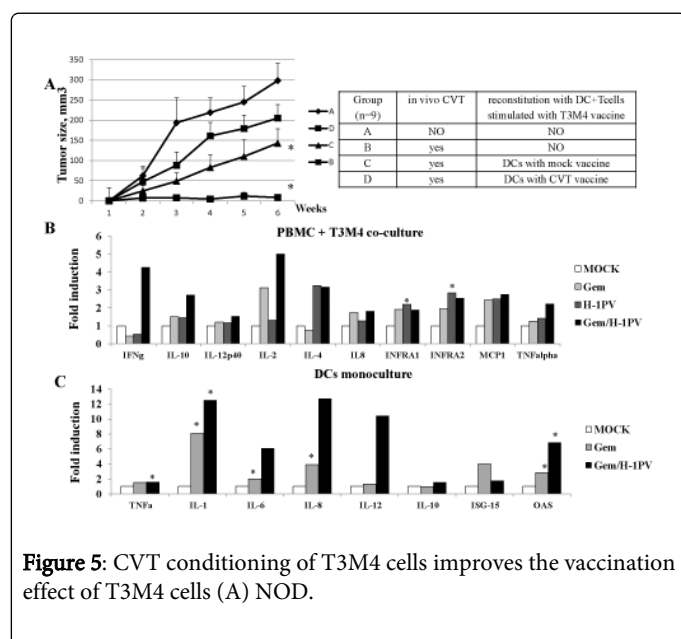 A
Tumor size, mm3
350
300
250
200
150
100
50
0
1 2 3 4 5 6 Weeks
*
*
A
D
C
B
Group (n=9) in vivo CVT reconstitution with DC+Tcells stimulated with T3M4 vaccine
A NO NO
B yes NO
C yes DCs with mock vaccine
D yes DCs with CVT vaccine
B
PBMC + T3M4 co-culture
Fold induction
6
5
4
3
2
1
0
* *
IFNg IL-10 IL-12p40 IL-2 IL-4 IL8 INFRA1 INFRA2 MCP1 TNFalpha
MOCK
Gem
H-1PV
Gem/H-1PV
C
DCs monoculture
Fold induction
14
12
10
8
6
4
2
0
* * * * * * *
TNFa IL-1 IL-6 IL-8 IL-12 IL-10 ISG-15 OAS
MOCK
Gem
Gem/H-1PV
Figure 5: CVT conditioning of T3M4 cells improves the vaccination
effect of T3M4 cells (A) NOD.